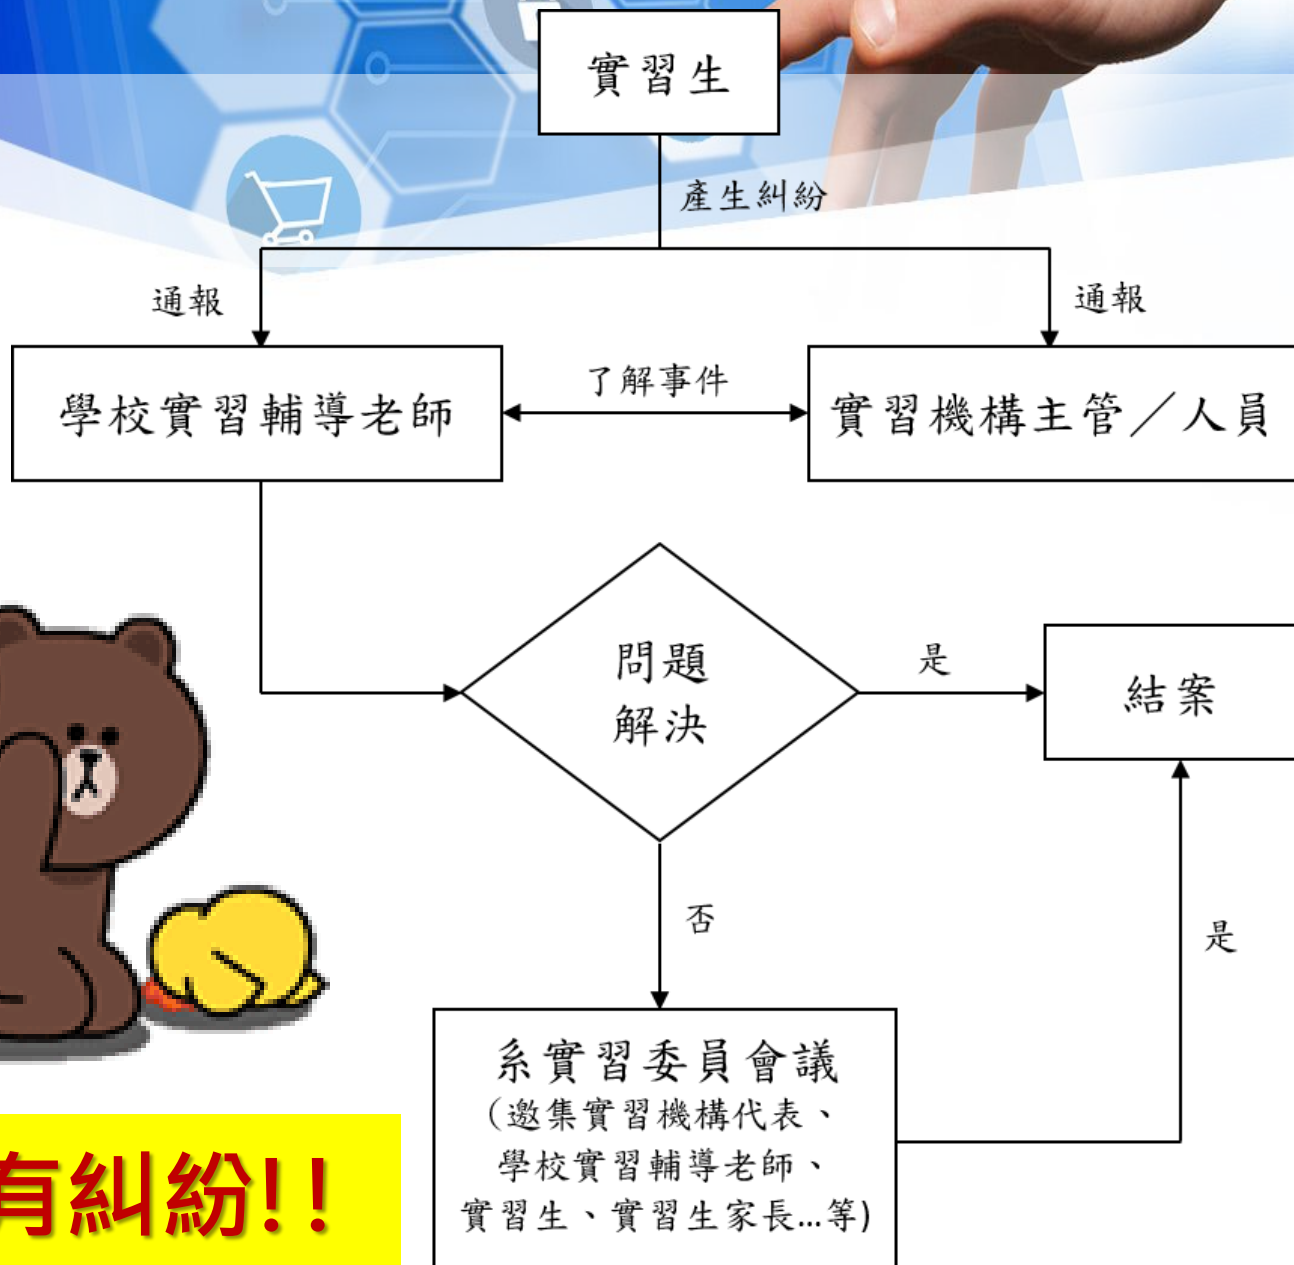 實習生
產生糾紛
通報
通報
學校實習輔導老師
了解事件
實習機構主管／人員
問題
解決
是
結案
否
是
系實習委員會議
(邀集實習機構代表、
學校實習輔導老師、
實習生、實習生家長...等)
有糾紛!!